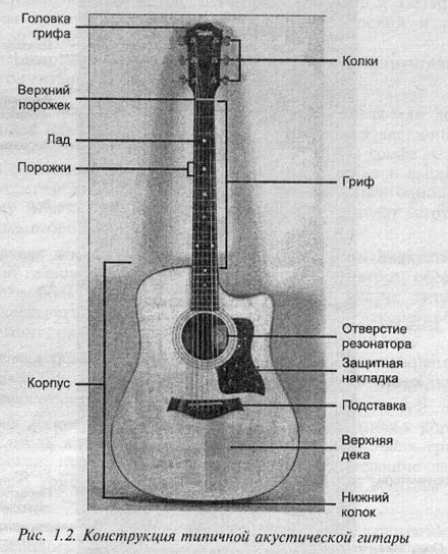 Головка
грифа
Колки
Верхний
порожек
Лад
Порожки
Гриф
Отверстие
резонатора
Защитная
накладка
Корпус
Подставка
Верхняя
дека
Нижний
колок
Рис. 1.2. Конструкция типичной акустической гитары